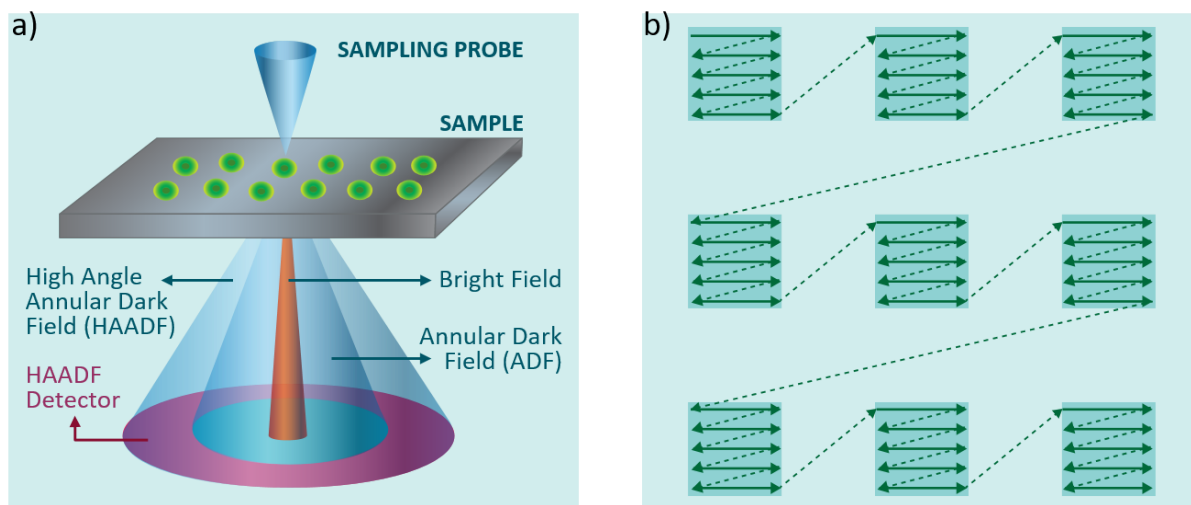 a)
SAMPLING PROBE
SAMPLE
High Angle
Annular Dark
Field (HAADF)
Bright Field
Annular Dark
Field (ADF)
HAADF
Detector
b)